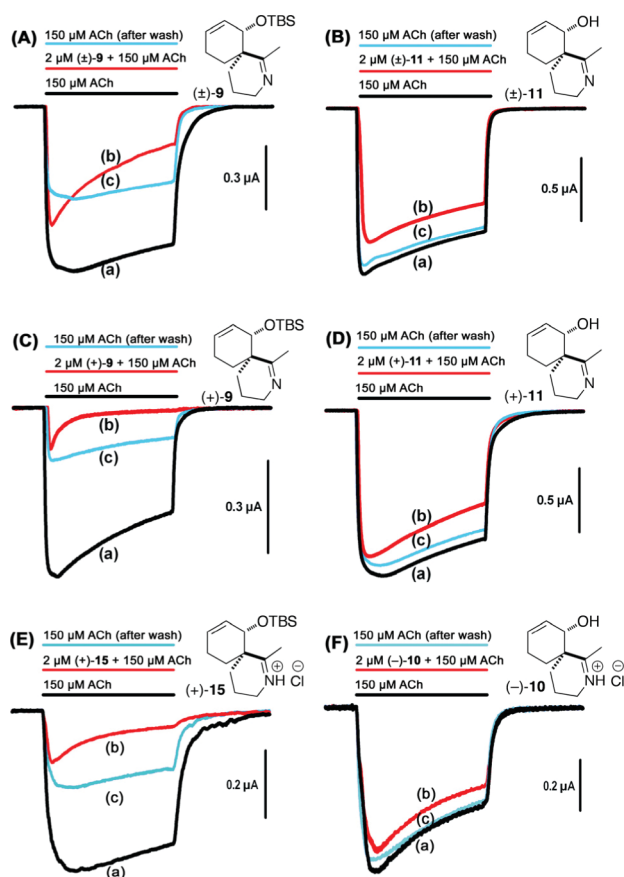 (A)
150 µM ACh (after wash)
2 µM (±)-9 + 150 µM ACh
150 µM ACh
OTBS
N
(±)-9
(b)
(c)
(a)
0.3 µA
(B)
150 µM ACh (after wash)
2 µM (±)-11 + 150 µM ACh
150 µM ACh
OH
N
(±)-11
(b)
(c)
(a)
0.5 µA
(C)
150 µM ACh (after wash)
2 µM (+)-9 + 150 µM ACh
150 µM ACh
OTBS
N
(+)-9
(b)
(c)
(a)
0.3 µA
(D)
150 µM ACh (after wash)
2 µM (+)-11 + 150 µM ACh
150 µM ACh
OH
N
(+)-11
(b)
(c)
(a)
0.5 µA
(E)
150 µM ACh (after wash)
2 µM (+)-15 + 150 µM ACh
150 µM ACh
OTBS
⊕ ⊖
NH Cl
(+)-15
(b)
(c)
(a)
0.2 µA
(F)
150 µM ACh (after wash)
2 µM (−)-10 + 150 µM ACh
150 µM ACh
OH
⊕ ⊖
NH Cl
(−)-10
(b)
(c)
(a)
0.2 µA